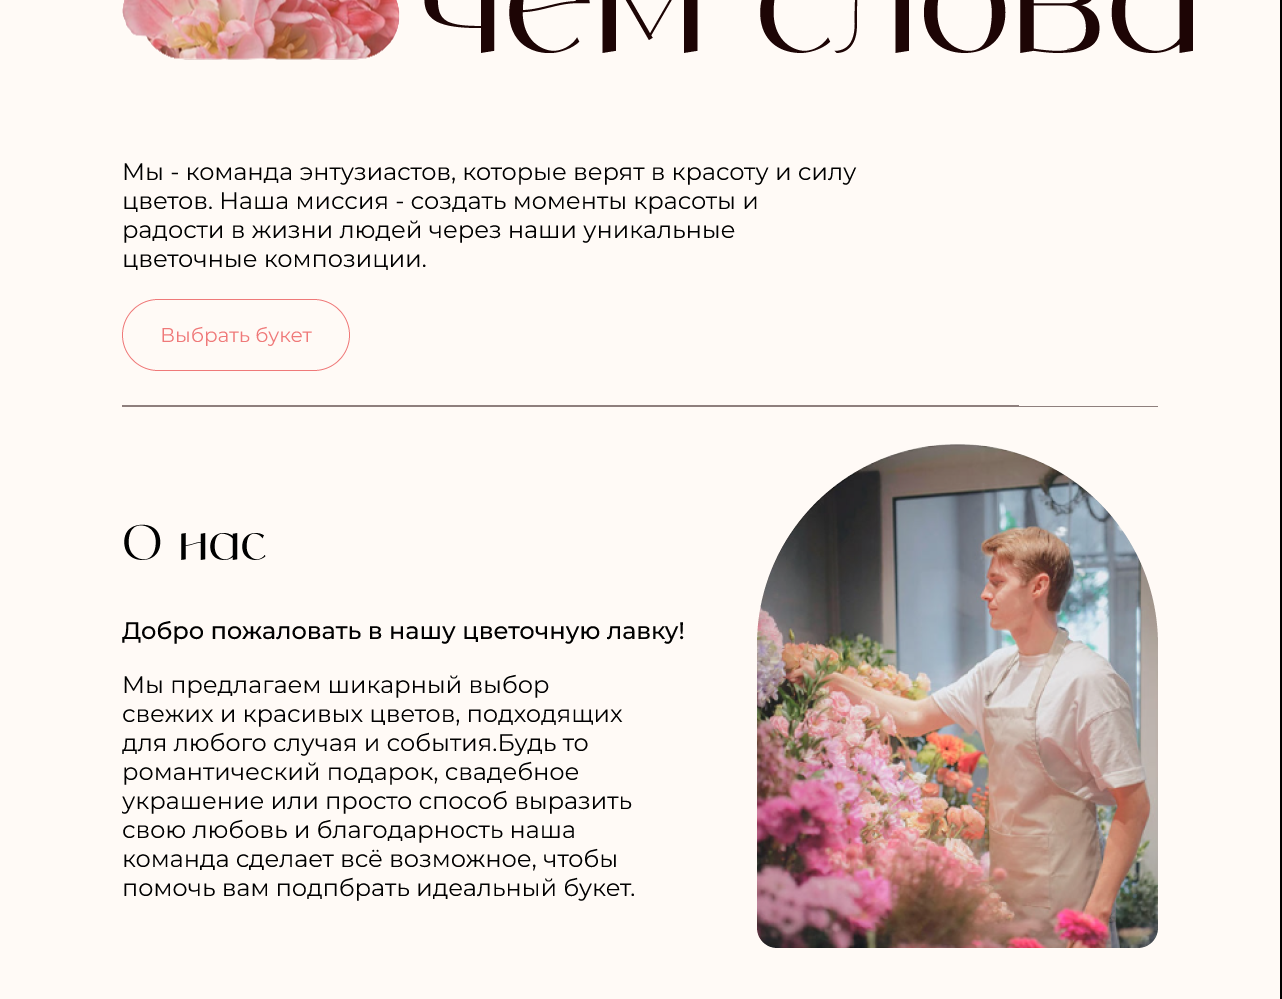 чем слова
Мы - команда энтузиастов, которые верят в красоту и силу
цветов. Наша миссия - создать моменты красоты и
радости в жизни людей через наши уникальные
цветочные композиции.
Выбрать букет
О нас
Добро пожаловать в нашу цветочную лавку!
Мы предлагаем шикарный выбор
свежих и красивых цветов, подходящих
для любого случая и события.Будь то
романтический подарок, свадебное
украшение или просто способ выразить
свою любовь и благодарность наша
команда сделает всё возможное, чтобы
помочь вам подпбрать идеальный букет.